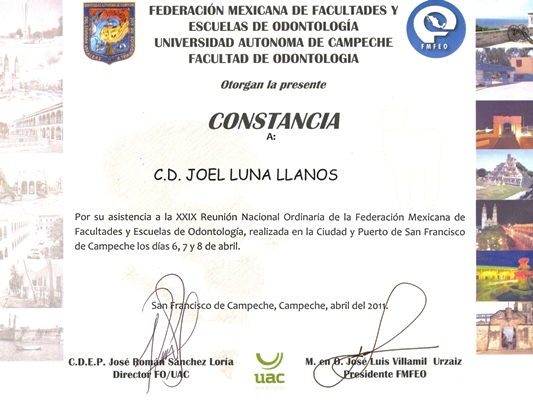 FEDERACIÓN MEXICANA DE FACULTADES Y
ESCUELAS DE ODONTOLOGÍA
UNIVERSIDAD AUTONOMA DE CAMPECHE
FACULTAD DE ODONTOLOGIA
FMFEO
Otorgan la presente
CONSTANCIA
A:
C.D. JOEL LUNA LLANOS
Por su asistencia a la XXIX Reunión Nacional Ordinaria de la Federación Mexicana de
Facultades y Escuelas de Odontología, realizada en la Ciudad y Puerto de San Francisco
de Campeche los días 6, 7 y 8 de abril.
San Francisco de Campeche, Campeche, abril del 2011.
C.D.E.P. José Román Sánchez Loría
Director FO/UAC
uac
M. en O. José Luis Villamil Urzaiz
Presidente FMFEO